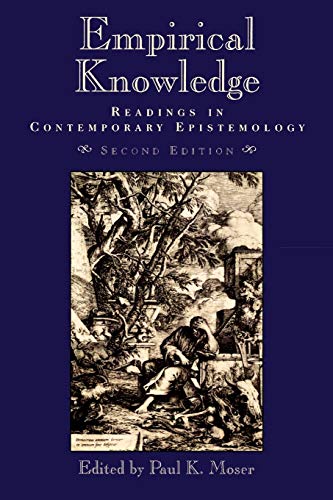 Empirical
Knowledge
READINGS IN
CONTEMPORARY EPISTEMOLOGY
SECOND EDITION
Edited by Paul K. Moser